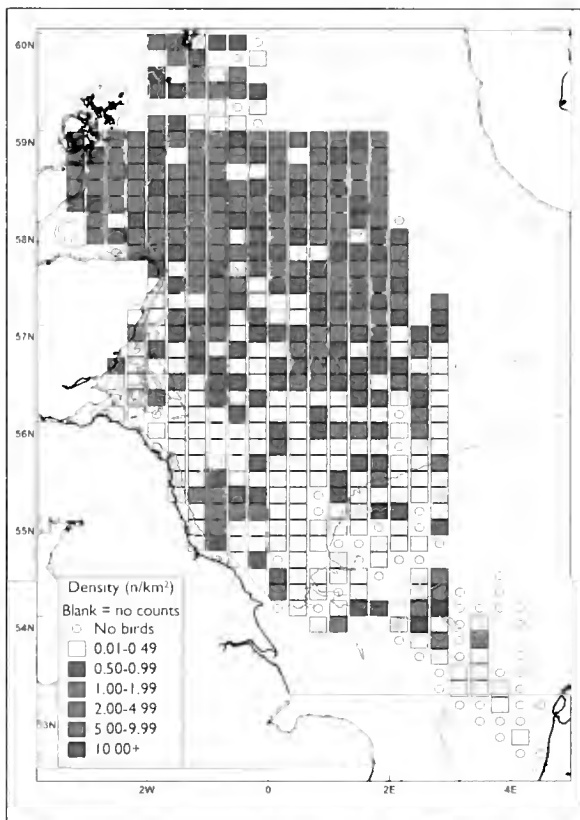 60N
59N
58N
57N
56N
55N
54N
53N
Density (n/km²)
Blank = no counts
No birds
0.01-0 49
0.50-0.99
1.00-1.99
2.00-4 99
5 00-9.99
10 00+
2W 0 2E 4E